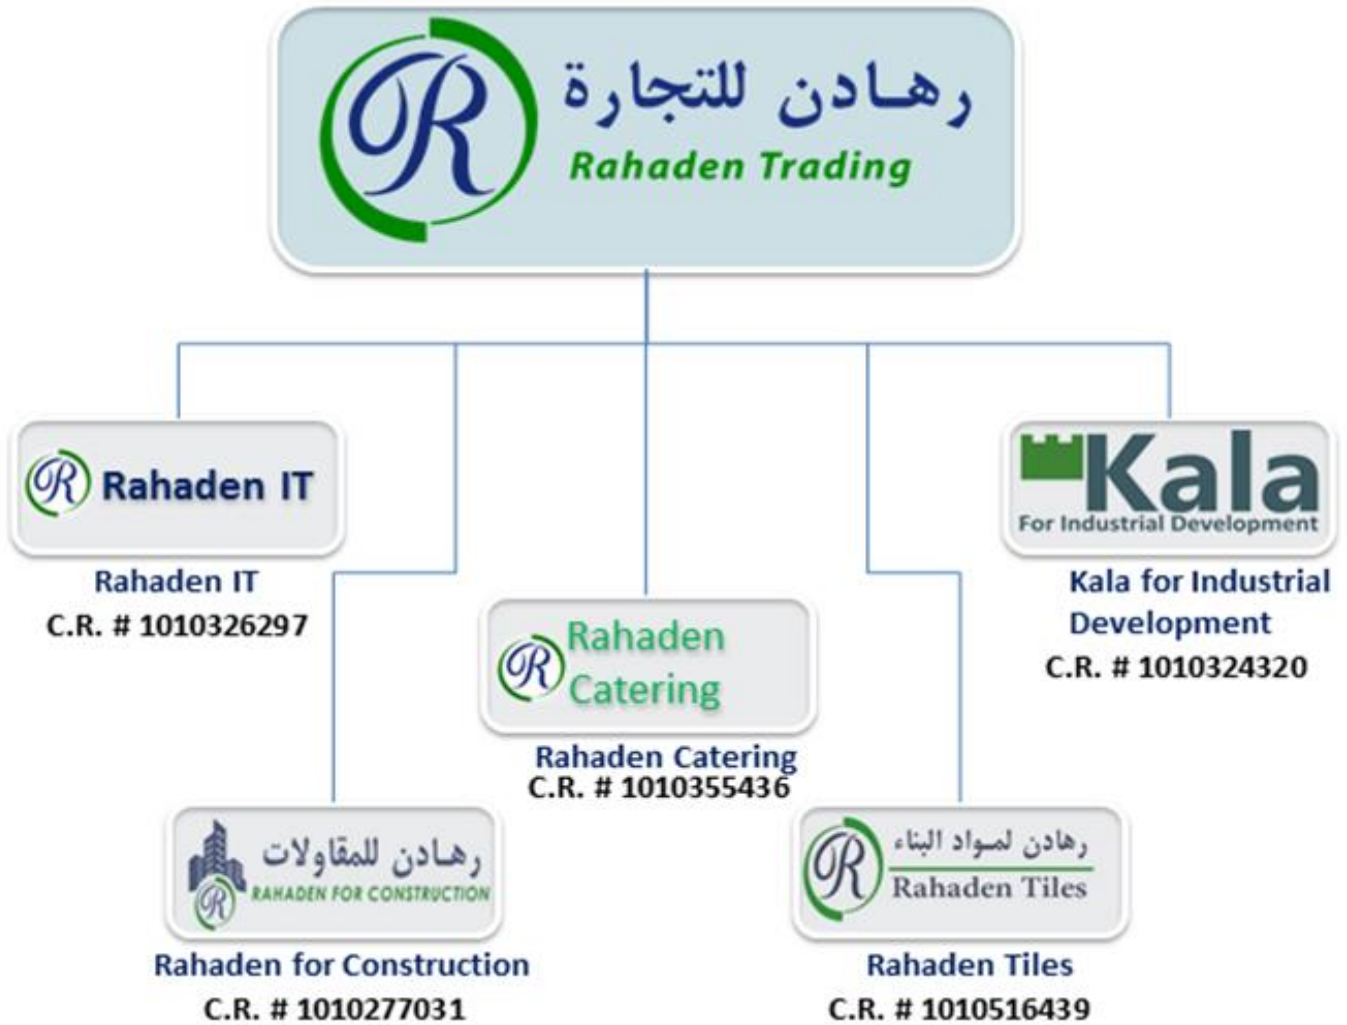 رهـادن للتجارة
Rahaden Trading
Rahaden IT
Rahaden IT
C.R. # 1010326297
Kala
For Industrial Development
Kala for Industrial
Development
C.R. # 1010324320
Rahaden
Catering
Rahaden Catering
C.R. # 1010355436
رهـادن للمقاولات
RAHADEN FOR CONSTRUCTION
Rahaden for Construction
C.R. # 1010277031
رهادن لمـواد البناء
Rahaden Tiles
Rahaden Tiles
C.R. # 1010516439